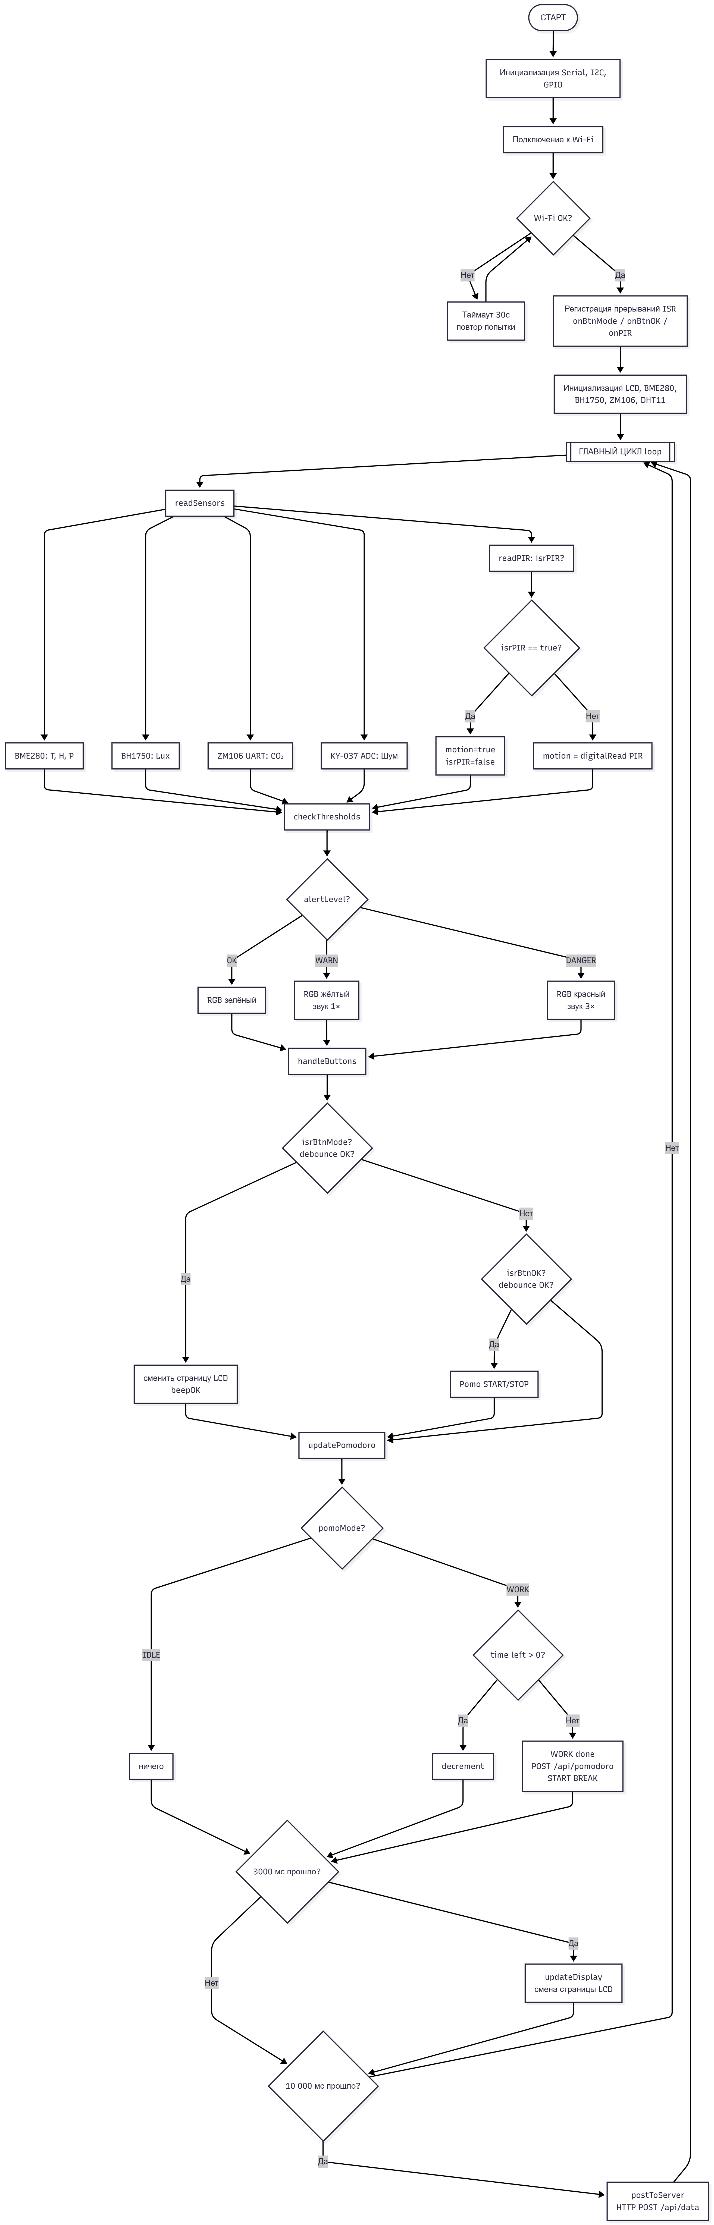 СТАРТ
Инициализация Serial, I2C,
GPIO
Подключение к Wi-Fi
Wi-Fi OK?
Нет
Да
Таймаут 30с
повтор попытки
Регистрация прерываний ISR
onBtnMode / onBtnOK /
onPIR
Инициализация LCD, BME280,
BH1750, ZM106, DHT11
ГЛАВНЫЙ ЦИКЛ loop
readSensors
readPIR: isrPIR?
isrPIR == true?
Да
Нет
BME280: T, H, P
BH1750: Lux
ZM106 UART: CO₂
KY-037 ADC: Шум
motion=true
isrPIR=false
motion = digitalRead PIR
checkThresholds
alertLevel?
OK
WARN
DANGER
RGB зелёный
RGB жёлтый
звук 1×
RGB красный
звук 3×
handleButtons
isrBtnMode?
debounce OK?
Нет
Нет
isrBtnOK?
debounce OK?
Да
Да
сменить страницу LCD
beepOK
Pomo START/STOP
updatePomodoro
pomoMode?
WORK
IDLE
time left > 0?
Да
Нет
ничего
decrement
WORK done
POST /api/pomodoro
START BREAK
3000 мс прошло?
Да
Нет
updateDisplay
смена страницы LCD
10 000 мс прошло?
Да
postToServer
HTTP POST /api/data